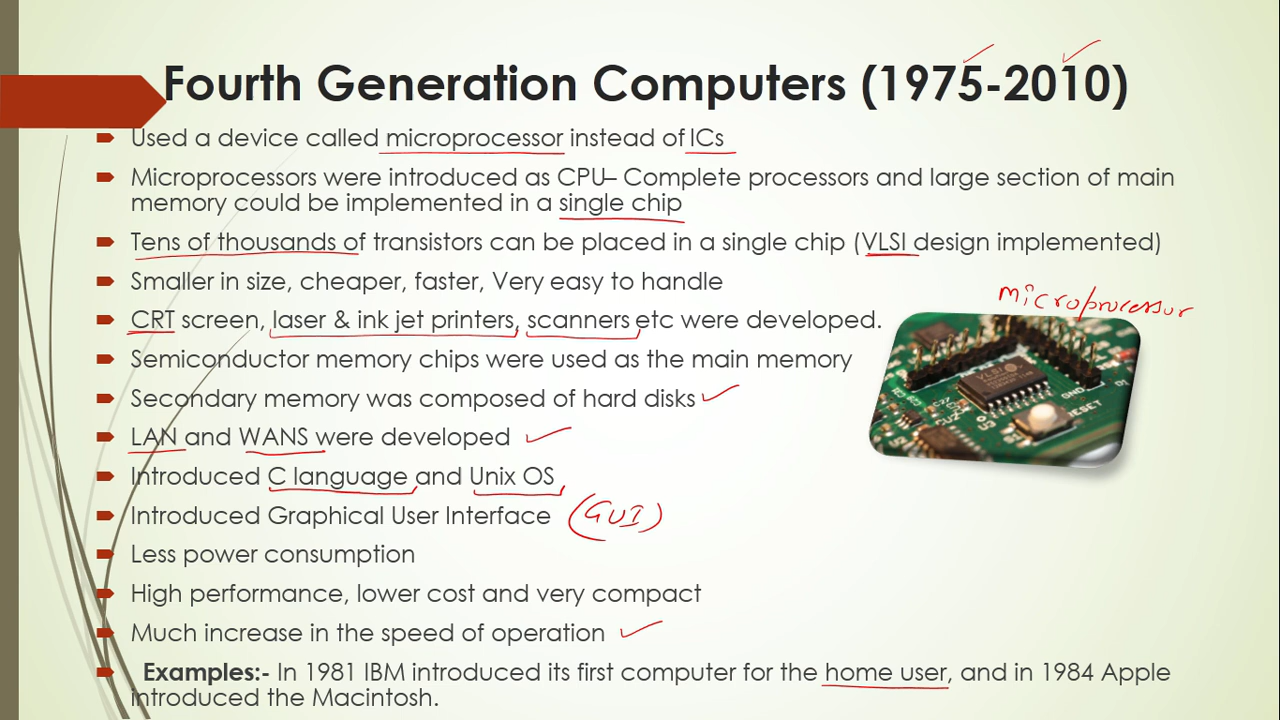 Fourth Generation Computers (1975-2010)
Used a device called microprocessor instead of ICs
Microprocessors were introduced as CPU– Complete processors and large section of main
memory could be implemented in a single chip
Tens of thousands of transistors can be placed in a single chip (VLSI design implemented)
Smaller in size, cheaper, faster, Very easy to handle
microprocessor
CRT screen, laser & ink jet printers, scanners etc were developed.
Semiconductor memory chips were used as the main memory
VLSI
Secondary memory was composed of hard disks
GND
RESET
U3
S1
U2
LAN and WANS were developed
Introduced C language and Unix OS
Introduced Graphical User Interface (GUI)
Less power consumption
High performance, lower cost and very compact
Much increase in the speed of operation
Examples:- In 1981 IBM introduced its first computer for the home user, and in 1984 Apple
introduced the Macintosh.